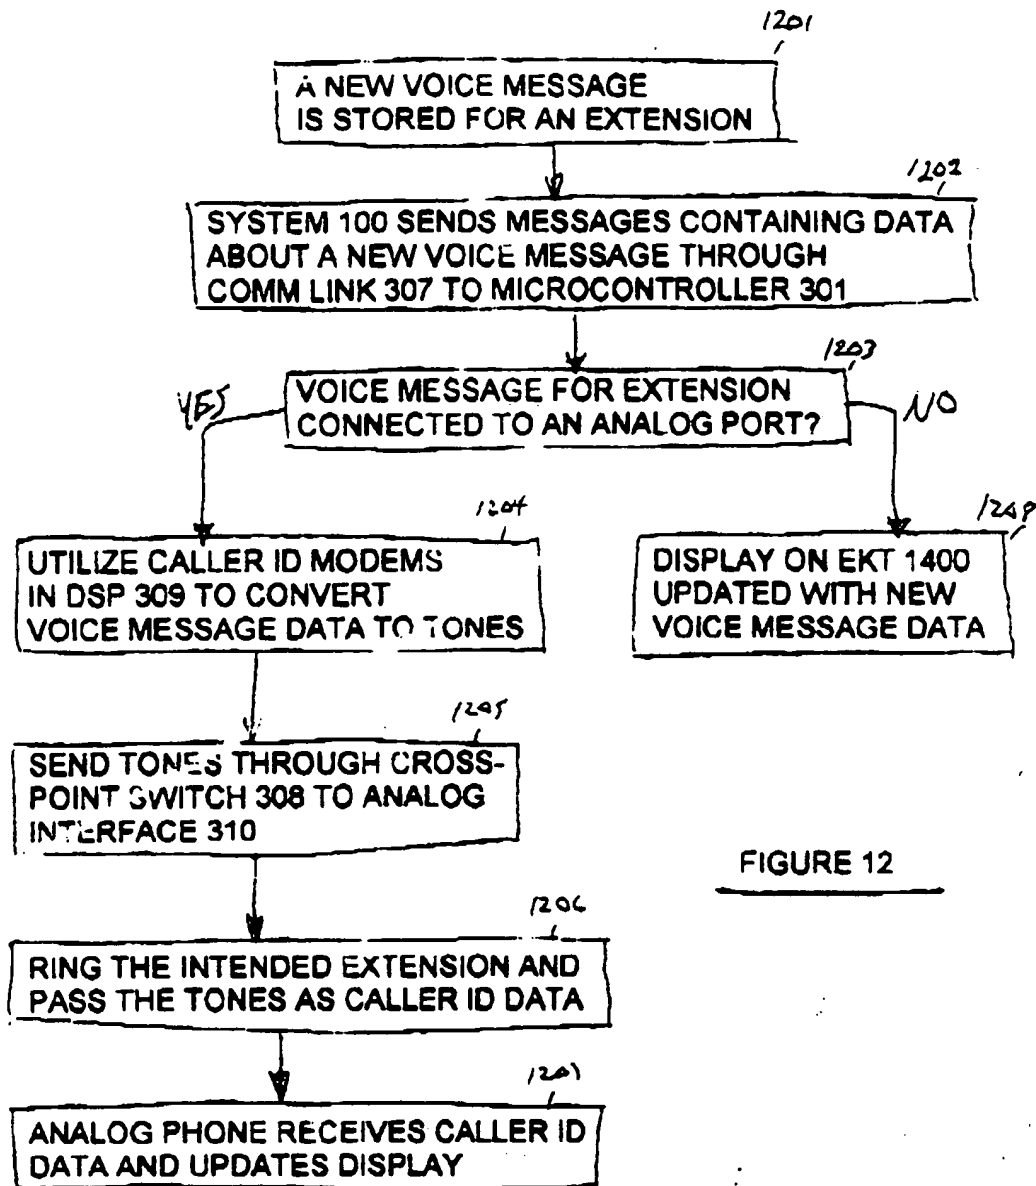 1201
A NEW VOICE MESSAGE
IS STORED FOR AN EXTENSION
1202
SYSTEM 100 SENDS MESSAGES CONTAINING DATA
ABOUT A NEW VOICE MESSAGE THROUGH
COMM LINK 307 TO MICROCONTROLLER 301
1203
VOICE MESSAGE FOR EXTENSION
CONNECTED TO AN ANALOG PORT?
YES
NO
1204
UTILIZE CALLER ID MODEMS
IN DSP 309 TO CONVERT
VOICE MESSAGE DATA TO TONES
1208
DISPLAY ON EKT 1400
UPDATED WITH NEW
VOICE MESSAGE DATA
1205
SEND TONES THROUGH CROSS-
POINT SWITCH 308 TO ANALOG
INTERFACE 310
FIGURE 12
1206
RING THE INTENDED EXTENSION AND
PASS THE TONES AS CALLER ID DATA
1207
ANALOG PHONE RECEIVES CALLER ID
DATA AND UPDATES DISPLAY